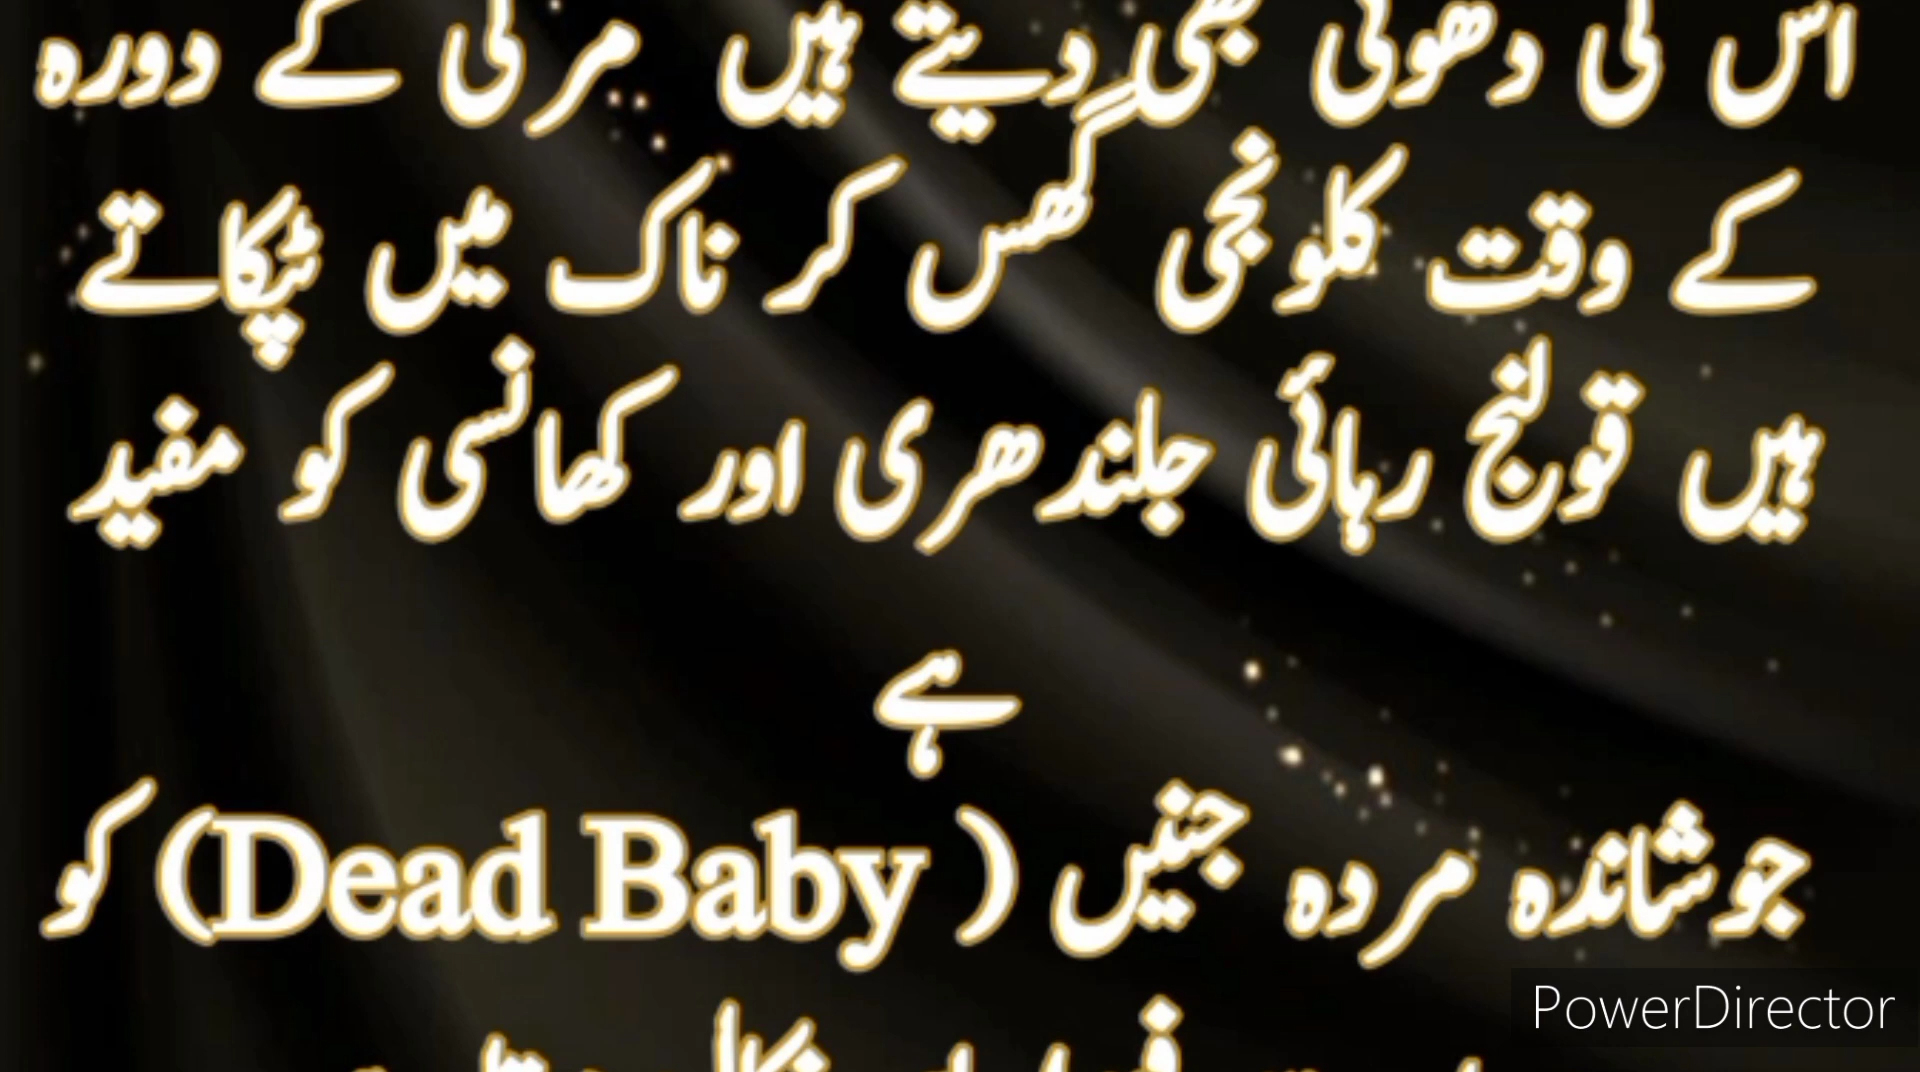 اس کی دھونی بھی دیتے ہیں مرگی کے دورہ
کے وقت کلونجی گھس کر ناک میں ٹپکاتے
ہیں قولنج رہائی جلندھری اور کھانسی کو مفید
ہے
جوشاندہ مردہ جنیں ( Dead Baby) کو
PowerDirector